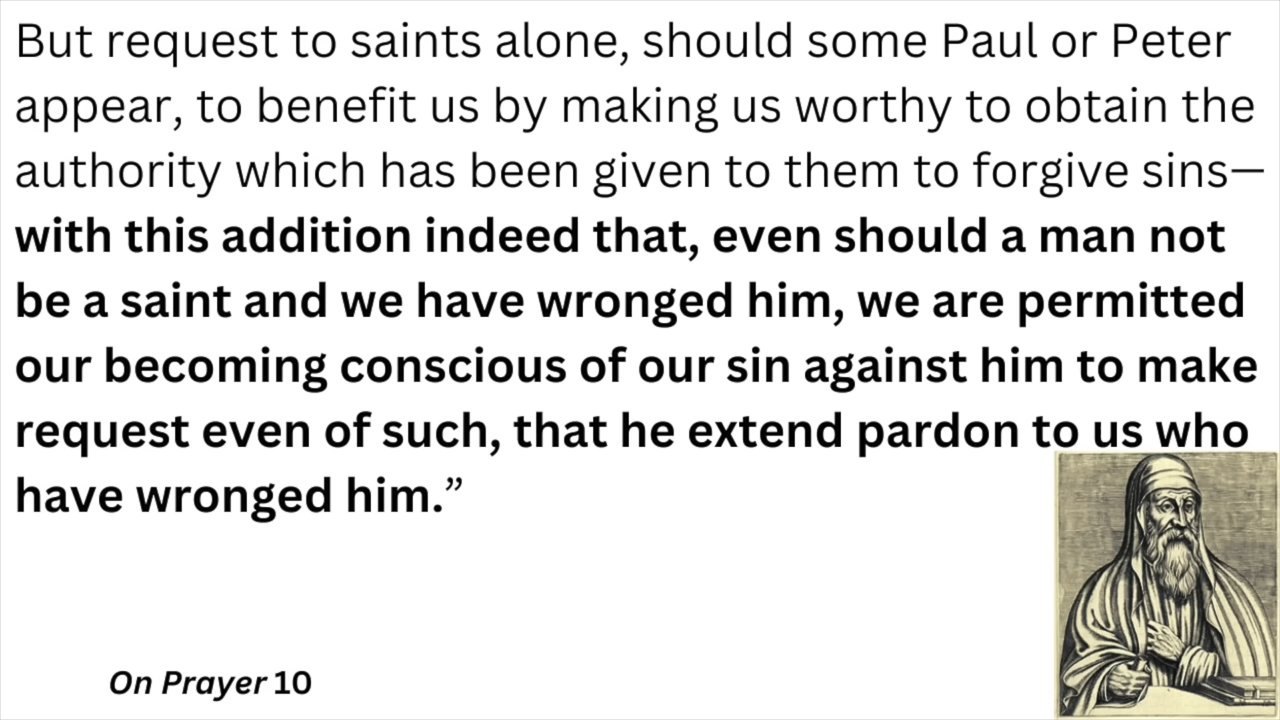 But request to saints alone, should some Paul or Peter
appear, to benefit us by making us worthy to obtain the
authority which has been given to them to forgive sins—
with this addition indeed that, even should a man not
be a saint and we have wronged him, we are permitted
our becoming conscious of our sin against him to make
request even of such, that he extend pardon to us who
have wronged him.”
On Prayer 10